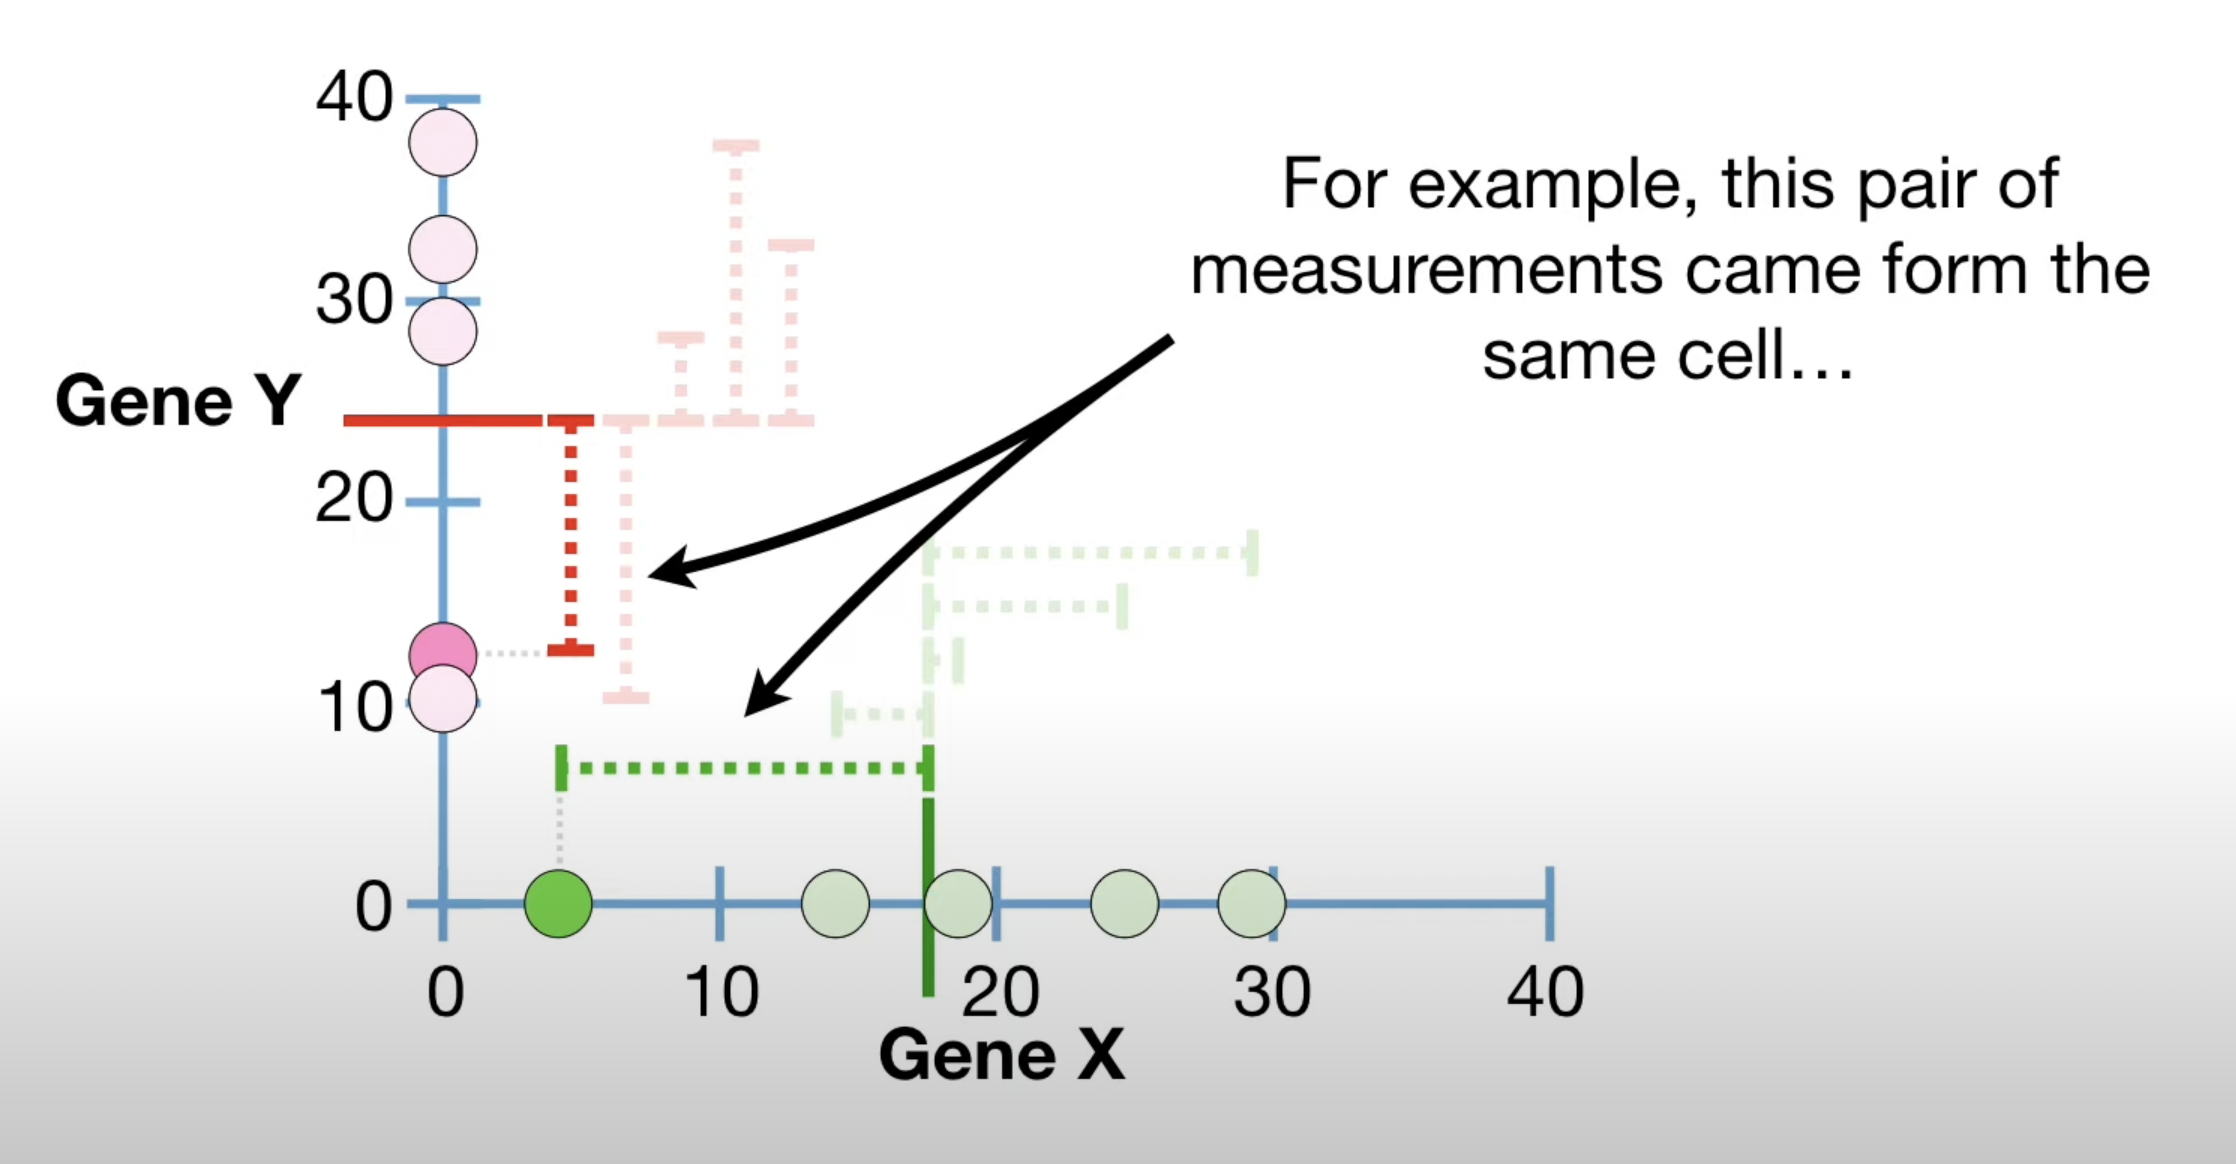 40
For example, this pair of
measurements came form the
same cell…
30
Gene Y
20
10
0
0 10 20 30 40
Gene X